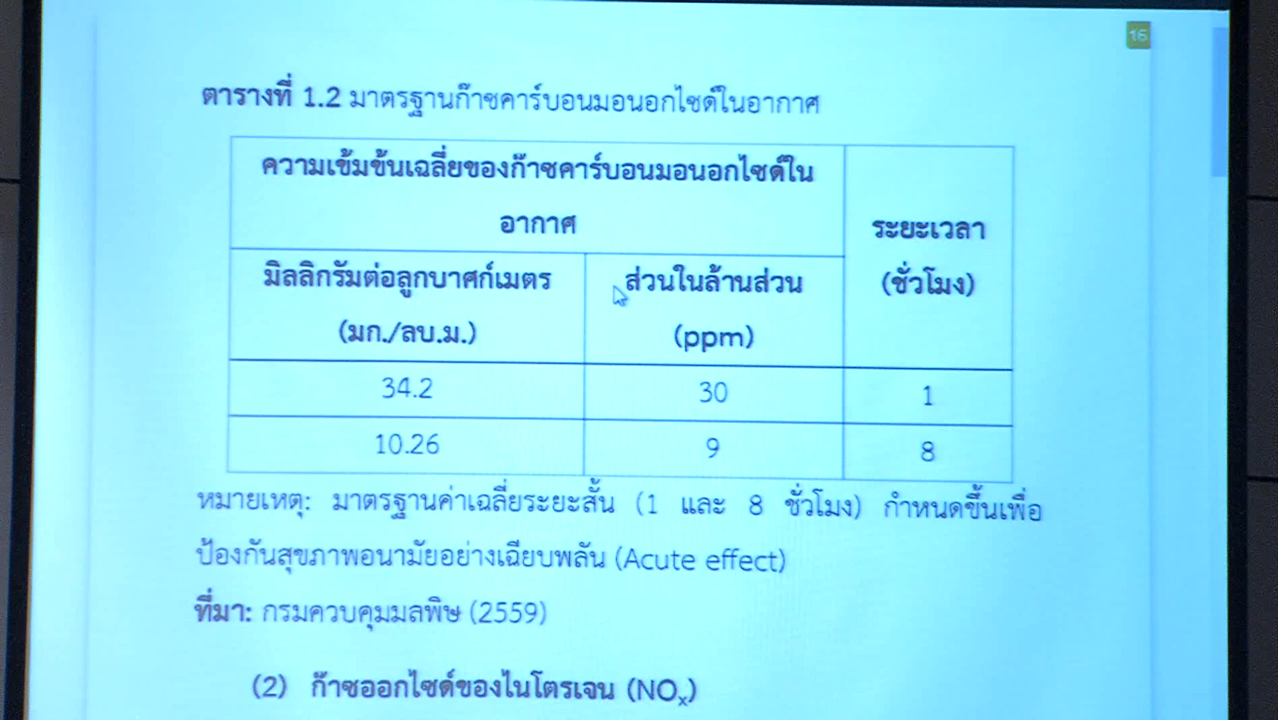 16
ตารางที่ 1.2 มาตรฐานก๊าซคาร์บอนมอนอกไซด์ในอากาศ
ความเข้มข้นเฉลี่ยของก๊าซคาร์บอนมอนอกไซด์ใน
อากาศ
ระยะเวลา
(ชั่วโมง)
มิลลิกรัมต่อลูกบาศก์เมตร
(มก./ลบ.ม.)
ส่วนในล้านส่วน
(ppm)
34.2 30 1
10.26 9 8
หมายเหตุ: มาตรฐานค่าเฉลี่ยระยะสั้น (1 และ 8 ชั่วโมง) กำหนดขึ้นเพื่อ
ป้องกันสุขภาพอนามัยอย่างเฉียบพลัน (Acute effect)
ที่มา: กรมควบคุมมลพิษ (2559)
(2) ก๊าซออกไซด์ของไนโตรเจน (NOₓ)